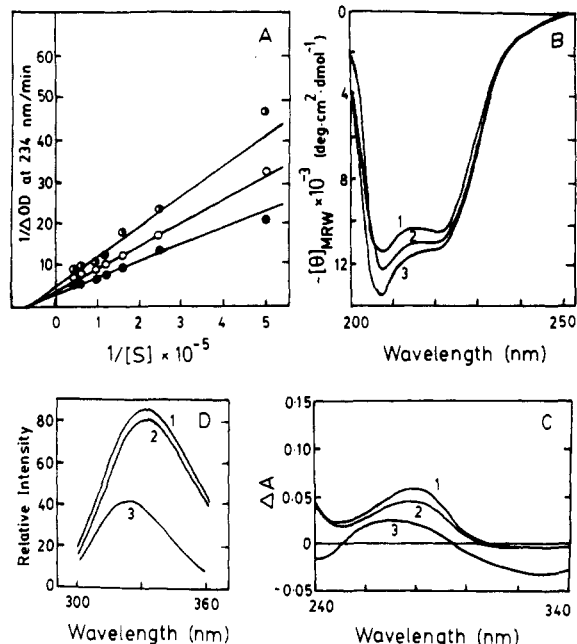 A
1/ΔOD at 234 nm/min
60
50
40
30
20
10
0 1 2 3 4 5
1/[S] × 10⁻⁵
B
-[θ]MRW × 10⁻³ (deg·cm²·dmol⁻¹)
0
4
8
12
1
2
3
200 250
Wavelength (nm)
D
Relative Intensity
80
60
40
20
0
1
2
3
300 360
Wavelength (nm)
C
ΔA
0·15
0·10
0·05
0
-0·05
1
2
3
240 340
Wavelength (nm)